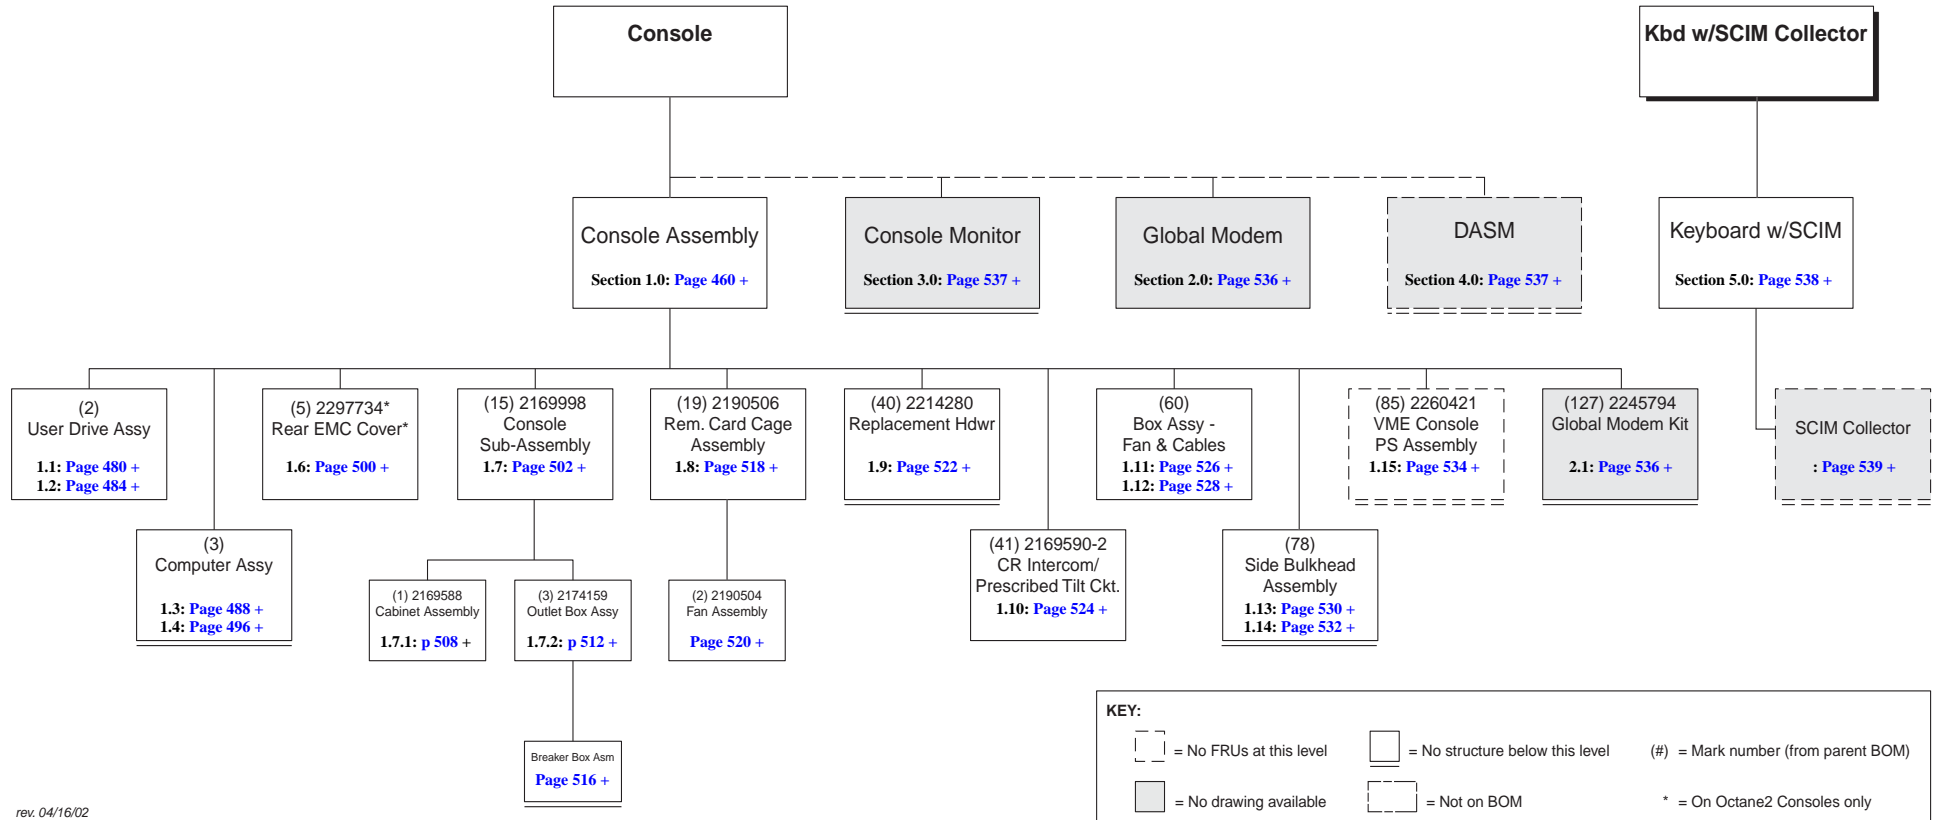 Console
Kbd w/SCIM Collector
Console Assembly
Section 1.0: Page 460 +
Console Monitor
Section 3.0: Page 537 +
Global Modem
Section 2.0: Page 536 +
DASM
Section 4.0: Page 537 +
Keyboard w/SCIM
Section 5.0: Page 538 +
(2)
User Drive Assy
1.1: Page 480 +
1.2: Page 484 +
(5) 2297734*
Rear EMC Cover*
1.6: Page 500 +
(15) 2169998
Console
Sub-Assembly
1.7: Page 502 +
(19) 2190506
Rem. Card Cage
Assembly
1.8: Page 518 +
(40) 2214280
Replacement Hdwr
1.9: Page 522 +
(60)
Box Assy -
Fan & Cables
1.11: Page 526 +
1.12: Page 528 +
(85) 2260421
VME Console
PS Assembly
1.15: Page 534 +
(127) 2245794
Global Modem Kit
2.1: Page 536 +
SCIM Collector
: Page 539 +
(3)
Computer Assy
1.3: Page 488 +
1.4: Page 496 +
(1) 2169588
Cabinet Assembly
1.7.1: p 508 +
(3) 2174159
Outlet Box Assy
1.7.2: p 512 +
(2) 2190504
Fan Assembly
Page 520 +
(41) 2169590-2
CR Intercom/
Prescribed Tilt Ckt.
1.10: Page 524 +
(78)
Side Bulkhead
Assembly
1.13: Page 530 +
1.14: Page 532 +
Breaker Box Asm
Page 516 +
KEY:
= No FRUs at this level
= No structure below this level
(#) = Mark number (from parent BOM)
= No drawing available
= Not on BOM
* = On Octane2 Consoles only
rev. 04/16/02